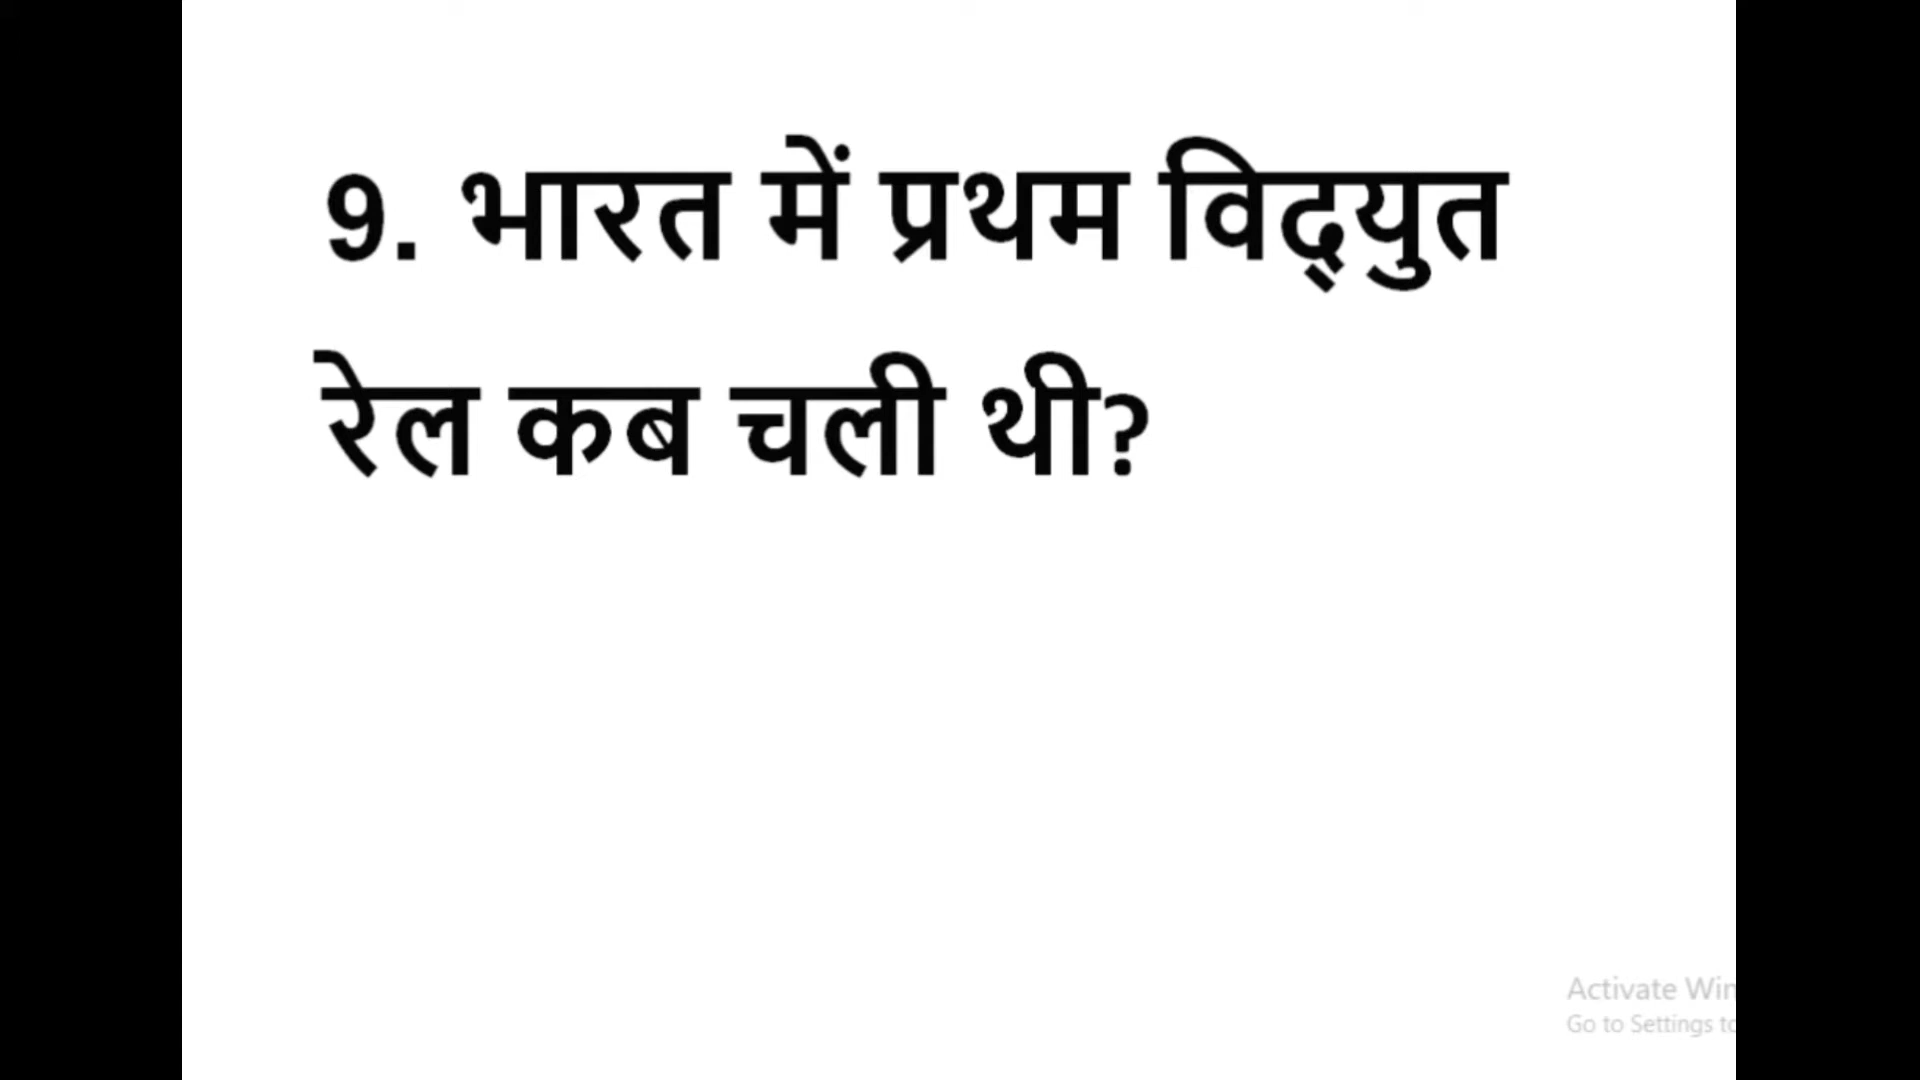 9. भारत में प्रथम विद्‌युत
रेल कब चली थी?
Activate Win
Go to Settings to